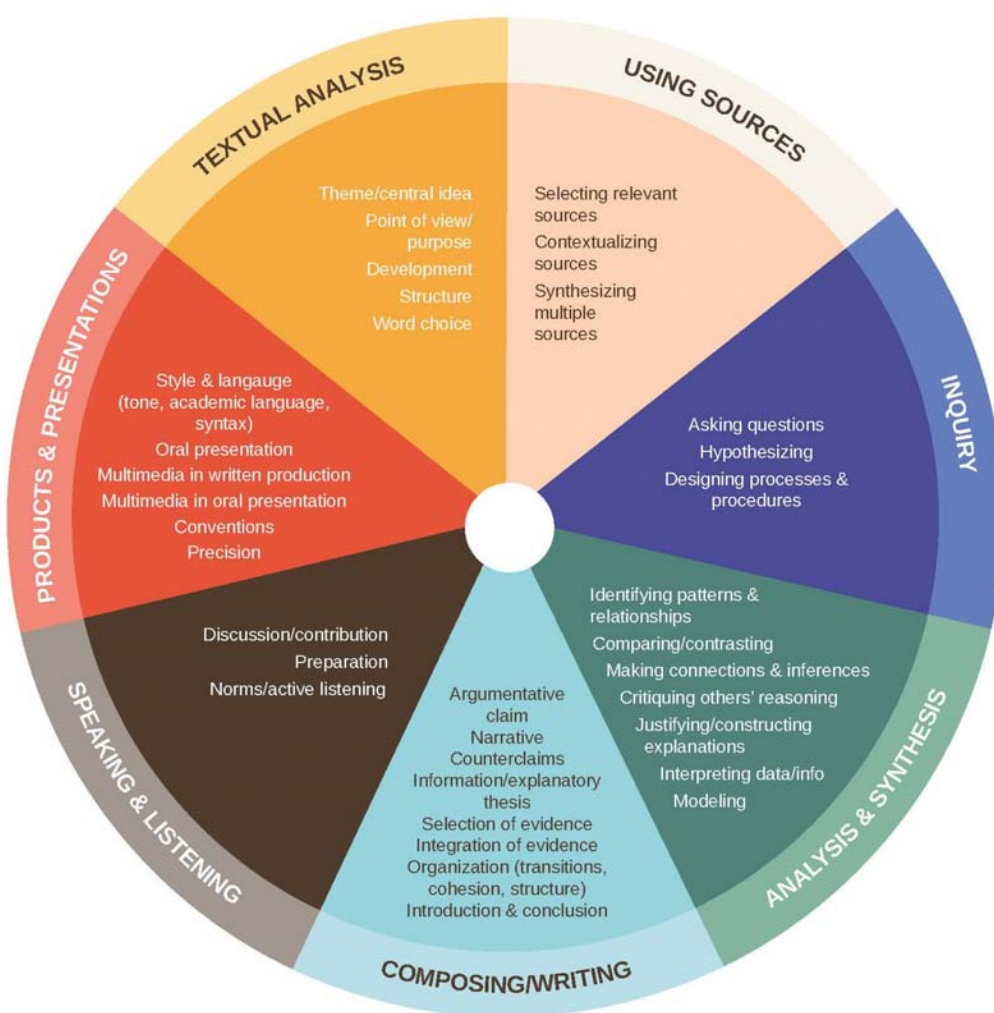 TEXTUAL ANALYSIS
Theme/central idea
Point of view/
purpose
Development
Structure
Word choice
USING SOURCES
Selecting relevant
sources
Contextualizing
sources
Synthesizing
multiple
sources
INQUIRY
Asking questions
Hypothesizing
Designing processes &
procedures
ANALYSIS & SYNTHESIS
Identifying patterns &
relationships
Comparing/contrasting
Making connections & inferences
Critiquing others' reasoning
Justifying/constructing
explanations
Interpreting data/info
Modeling
COMPOSING/WRITING
Argumentative
claim
Narrative
Counterclaims
Information/explanatory
thesis
Selection of evidence
Integration of evidence
Organization (transitions,
cohesion, structure)
Introduction & conclusion
SPEAKING & LISTENING
Discussion/contribution
Preparation
Norms/active listening
PRODUCTS & PRESENTATIONS
Style & langauge
(tone, academic language,
syntax)
Oral presentation
Multimedia in written production
Multimedia in oral presentation
Conventions
Precision